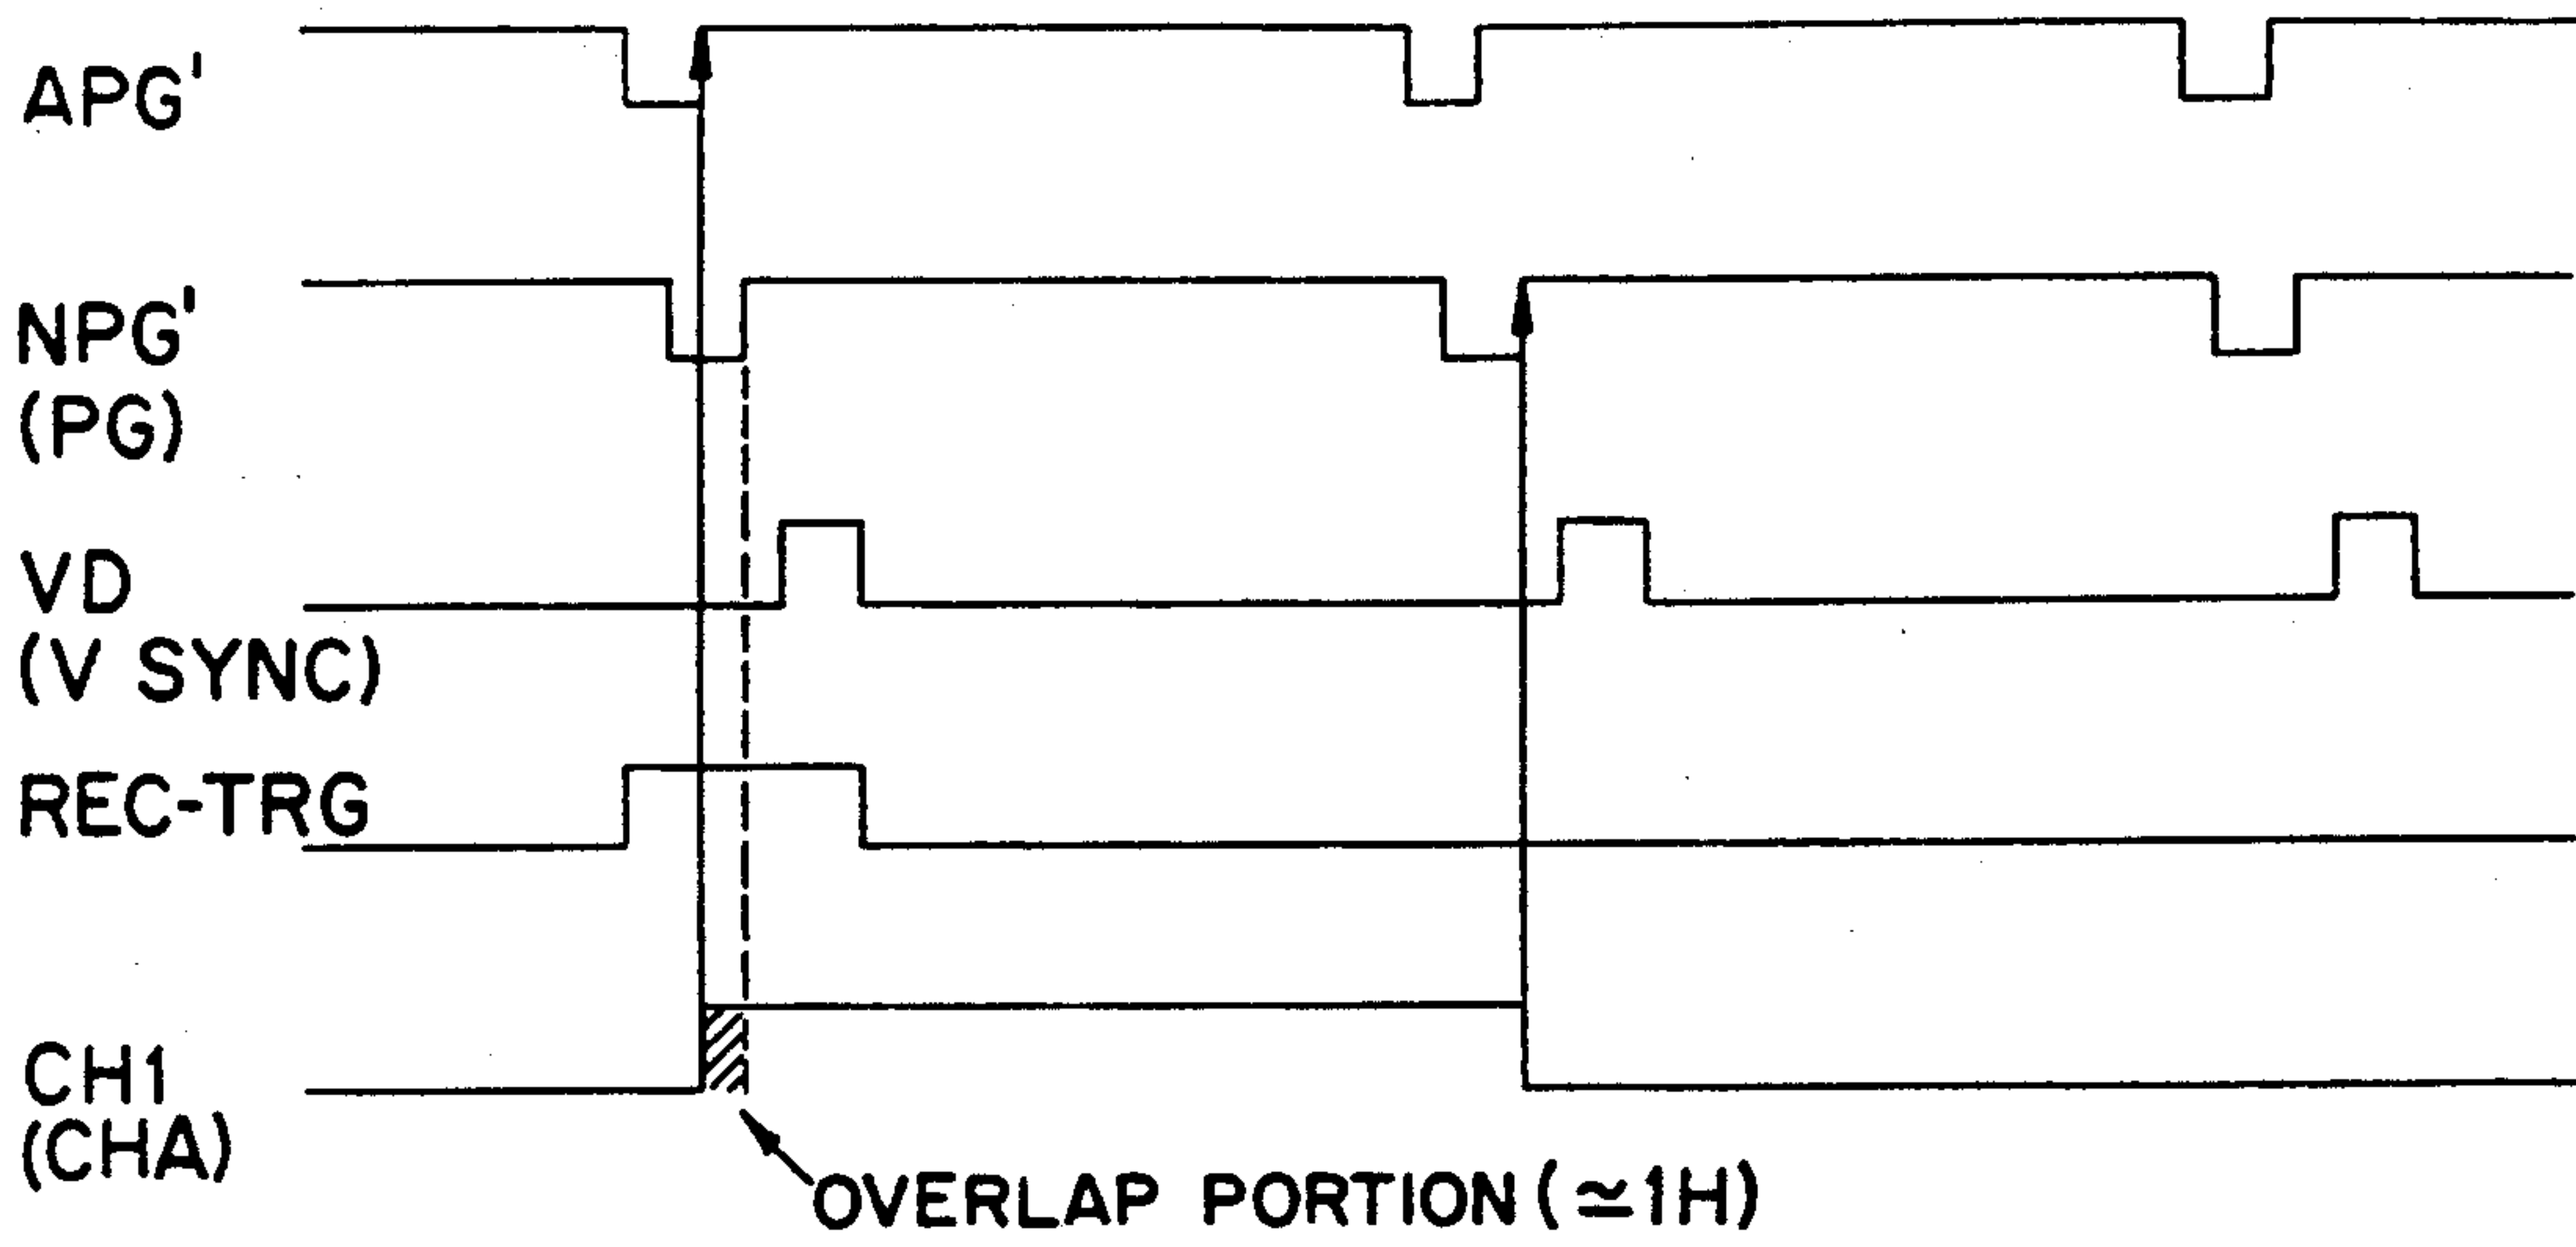 APG'
NPG'
(PG)
VD
(V SYNC)
REC-TRG
CH1
(CHA)
OVERLAP PORTION (≃1H)